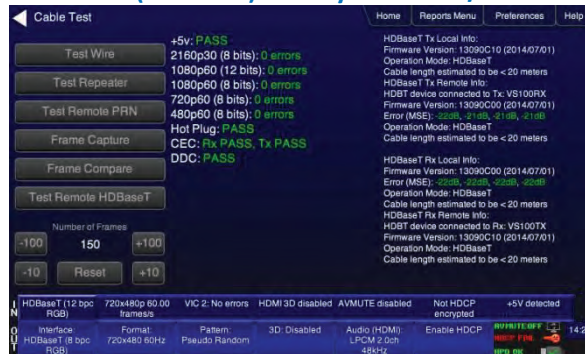 Cable Test
Home
Reports Menu
Preferences
Help
Test Wire
Test Repeater
Test Remote PRN
Frame Capture
Frame Compare
Test Remote HDBaseT
Number of Frames
-100
150
+100
-10
Reset
+10
+5v: PASS
2160p30 (8 bits): 0 errors
1080p60 (12 bits): 0 errors
1080p60 (8 bits): 0 errors
720p60 (8 bits): 0 errors
480p60 (8 bits): 0 errors
Hot Plug: PASS
CEC: Rx PASS, Tx PASS
DDC: PASS
HDBaseT Tx Local Info:
Firmware Version: 13090C10 (2014/07/01)
Operation Mode: HDBaseT
Cable length estimated to be < 20 meters
HDBaseT Tx Remote Info:
HDBT device connected to Tx: VS100RX
Firmware Version: 13090C00 (2014/07/01)
Error (MSE): -22dB, -21dB, -21dB, -21dB
Operation Mode: HDBaseT
Cable length estimated to be < 20 meters
HDBaseT Rx Local Info:
Firmware Version: 13090C00 (2014/07/01)
Error (MSE): -22dB, -22dB, -22dB, -22dB
Operation Mode: HDBaseT
Cable length estimated to be < 20 meters
HDBaseT Rx Remote Info:
HDBT device connected to Rx: VS100TX
Firmware Version: 13090C10 (2014/07/01)
Operation Mode: HDBaseT
Cable length estimated to be < 20 meters
IN
HDBaseT (12 bpc RGB)
720x480p 60.00 frames/s
VIC 2: No errors
HDMI 3D disabled
AVMUTE disabled
Not HDCP encrypted
+5V detected
OUT
Interface: HDBaseT (8 bpc RGB)
Format: 720x480p 60Hz
Pattern: Pseudo Random
3D: Disabled
Audio (HDMI): LPCM 2.0ch 48kHz
Enable HDCP
AVMUTE OFF
HDCP FAIL
HPD OK